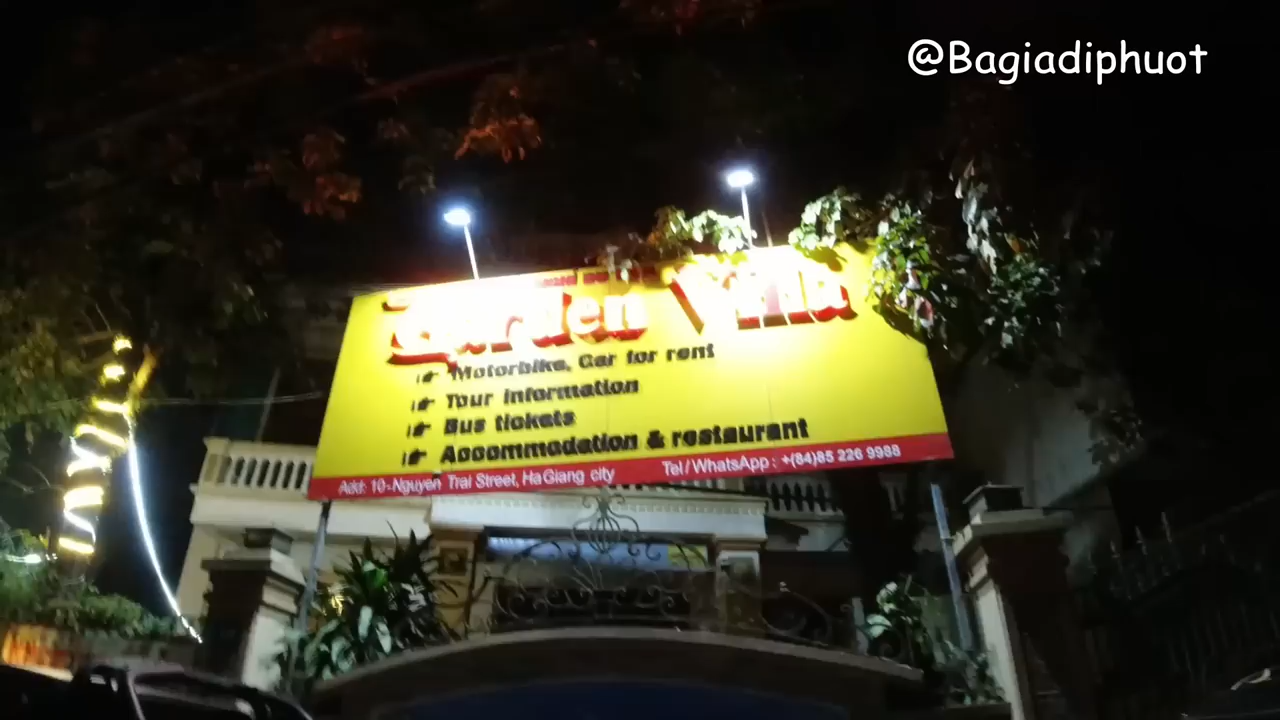 @Bagiadiphuot
Garden Villa
Motorbike, Car for rent
Tour information
Bus tickets
Accommodation & restaurant
Add: 10-Nguyen Trai Street, HaGiang city
Tel / WhatsApp : +(84)85 226 9988